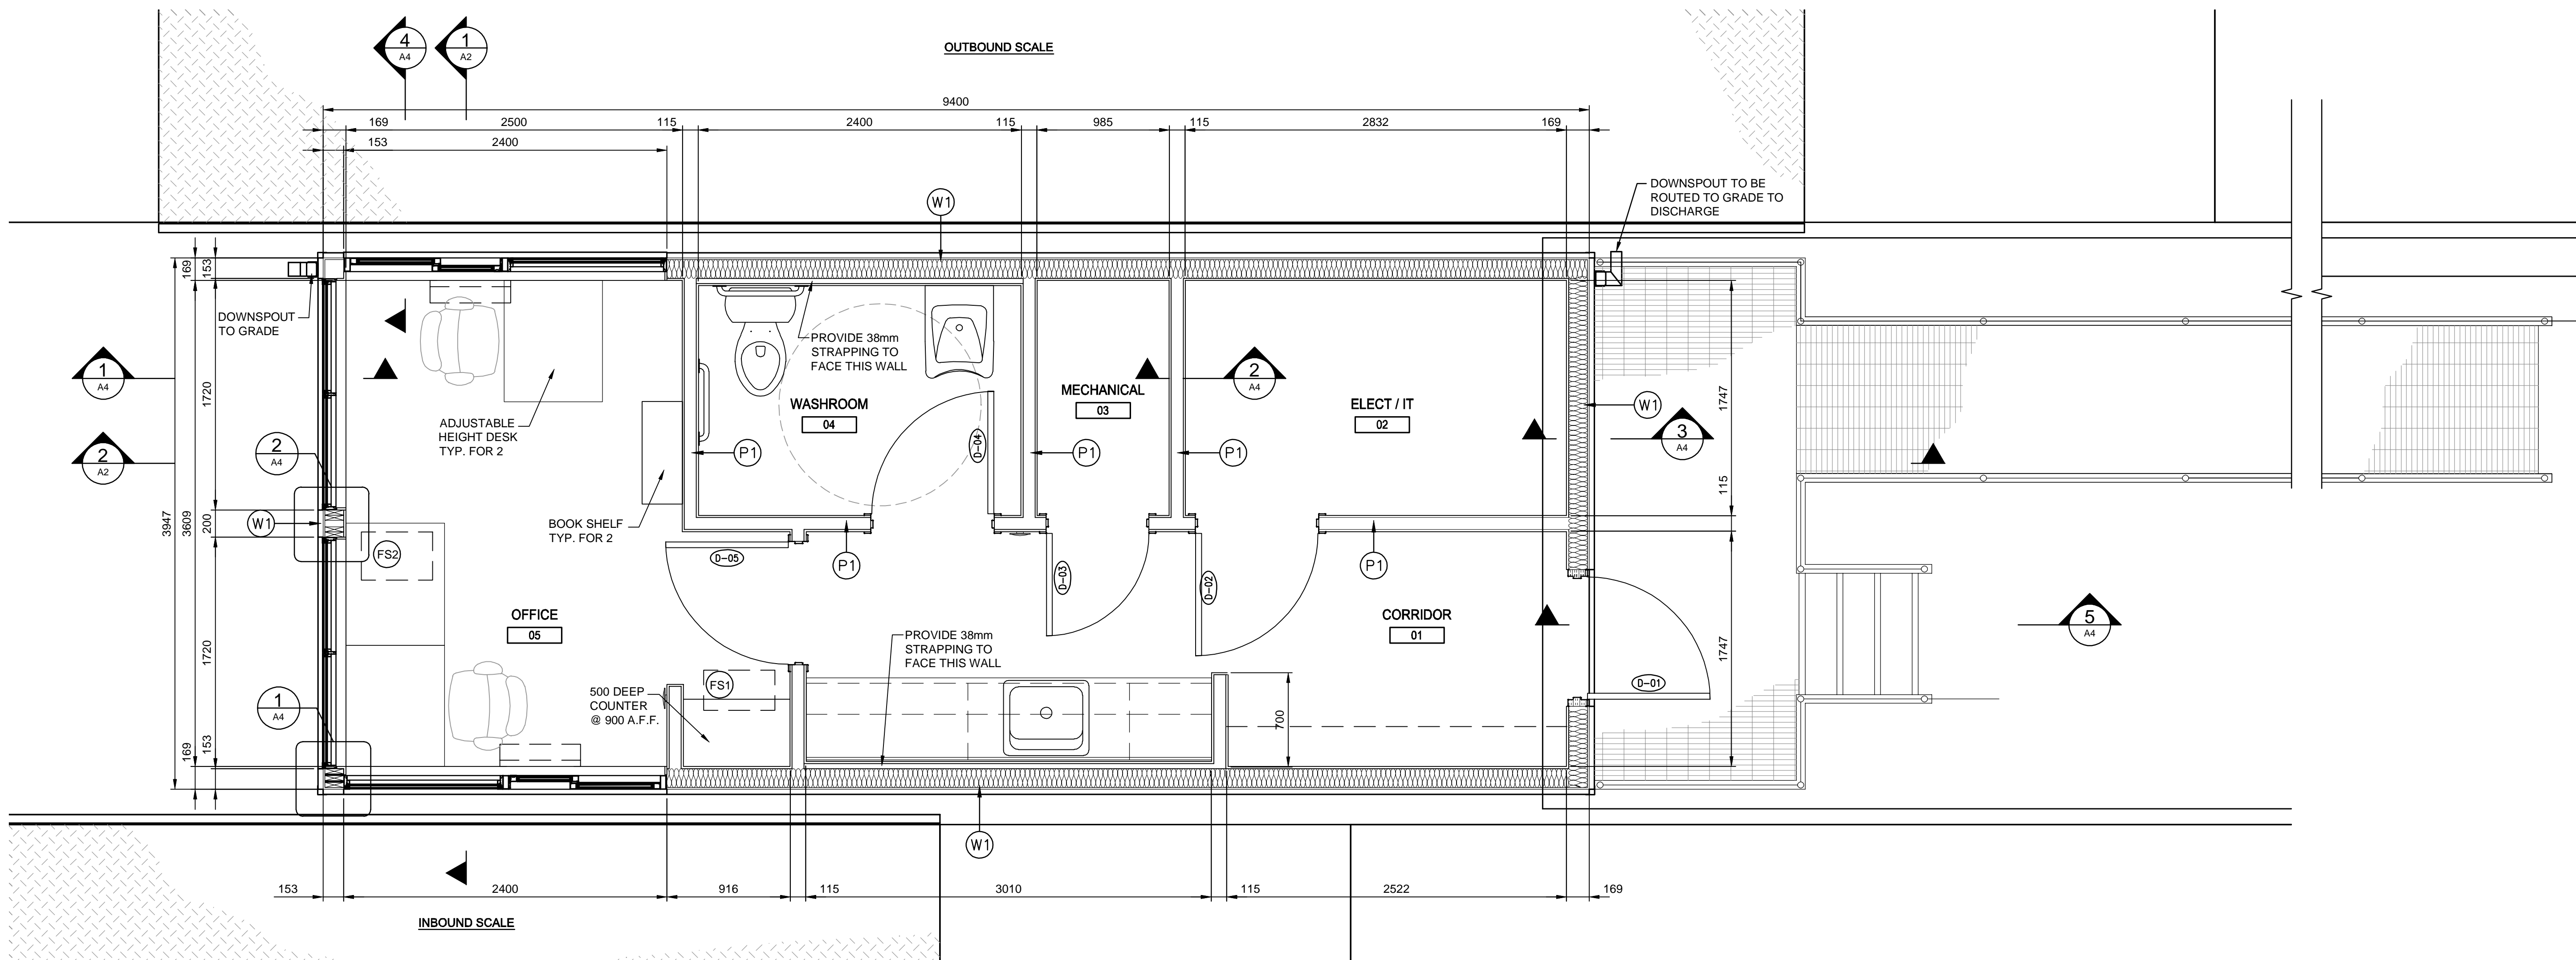 4
A4
1
A2
OUTBOUND SCALE
9400
169
2500
115
2400
115
985
115
2832
169
153
2400
DOWNSPOUT TO BE
ROUTED TO GRADE TO
DISCHARGE
W1
169
153
DOWNSPOUT
TO GRADE
PROVIDE 38mm
STRAPPING TO
FACE THIS WALL
1
A4
2
A4
1720
MECHANICAL
03
WASHROOM
04
ELECT / IT
02
W1
1747
ADJUSTABLE
HEIGHT DESK
TYP. FOR 2
D-04
3
A4
2
A2
2
A4
P1
P1
P1
115
3947
3609
200
W1
BOOK SHELF
TYP. FOR 2
FS2
D-05
P1
D-03
D-02
P1
OFFICE
05
CORRIDOR
01
5
A4
1720
PROVIDE 38mm
STRAPPING TO
FACE THIS WALL
1747
FS1
D-01
1
A4
500 DEEP
COUNTER
@ 900 A.F.F.
700
169
153
W1
153
2400
916
115
3010
115
2522
169
INBOUND SCALE